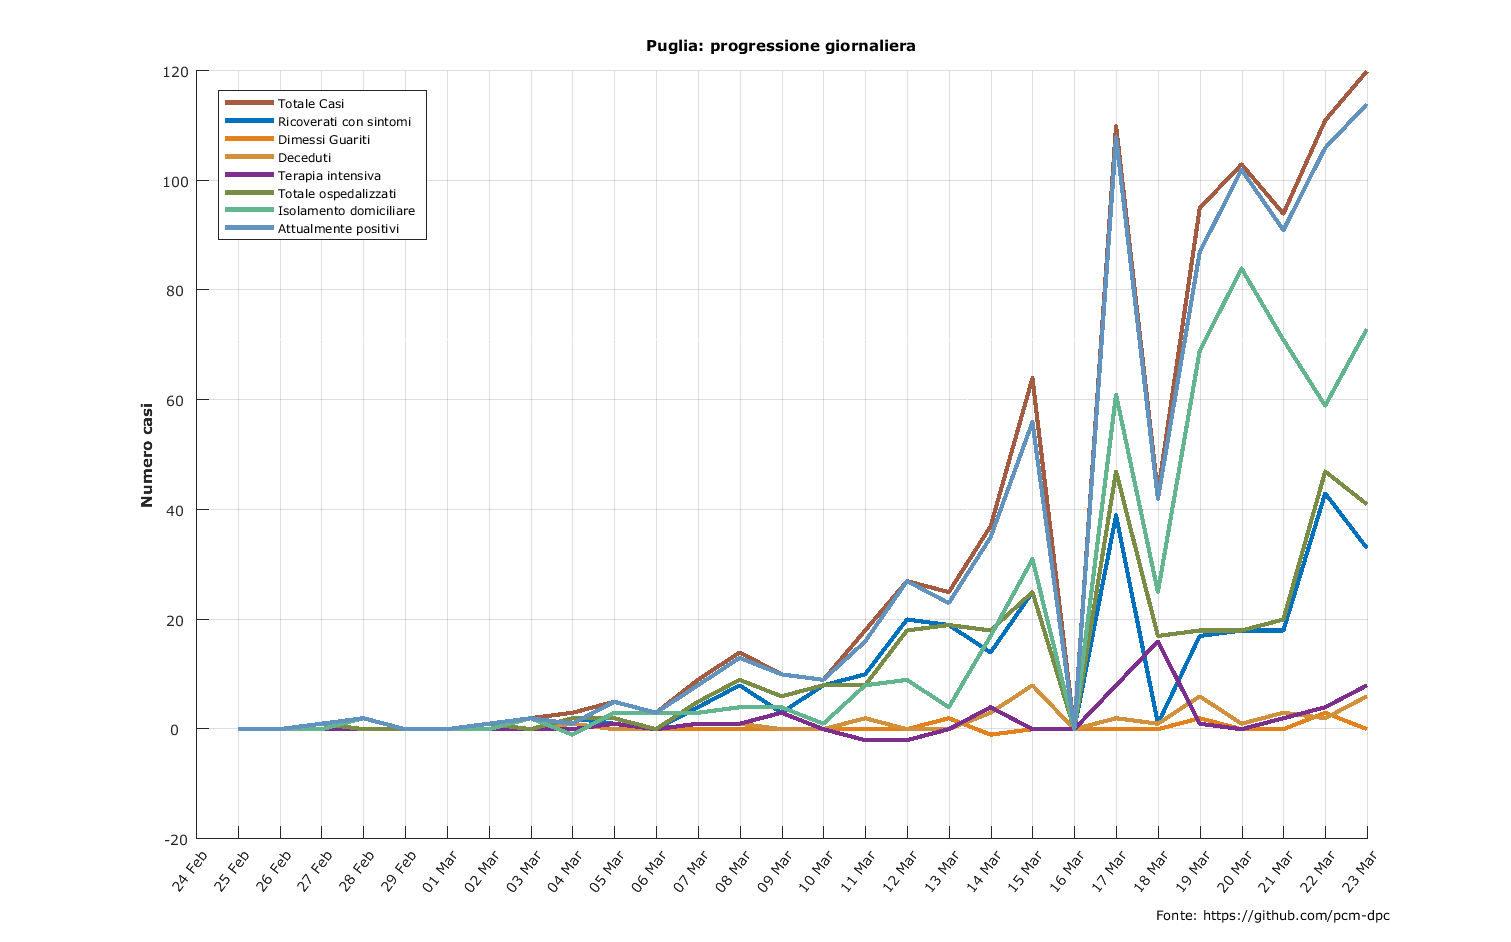 Puglia: progressione giornaliera
120
100
80
60
40
20
0
-20
Numero casi
Totale Casi
Ricoverati con sintomi
Dimessi Guariti
Deceduti
Terapia intensiva
Totale ospedalizzati
Isolamento domiciliare
Attualmente positivi
24 Feb
25 Feb
26 Feb
27 Feb
28 Feb
29 Feb
01 Mar
02 Mar
03 Mar
04 Mar
05 Mar
06 Mar
07 Mar
08 Mar
09 Mar
10 Mar
11 Mar
12 Mar
13 Mar
14 Mar
15 Mar
16 Mar
17 Mar
18 Mar
19 Mar
20 Mar
21 Mar
22 Mar
23 Mar
Fonte: https://github.com/pcm-dpc